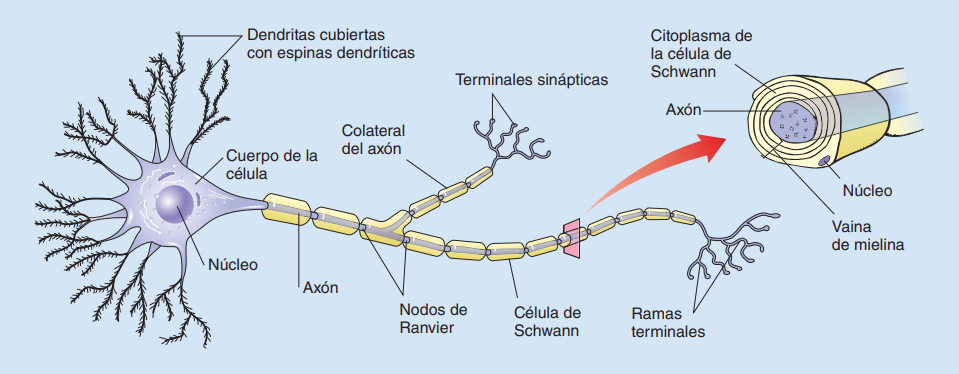 Dendritas cubiertas
con espinas dendríticas
Terminales sinápticas
Colateral
del axón
Cuerpo de la
célula
Núcleo
Axón
Nodos de
Ranvier
Célula de
Schwann
Ramas
terminales
Citoplasma de
la célula de
Schwann
Axón
Núcleo
Vaina
de mielina